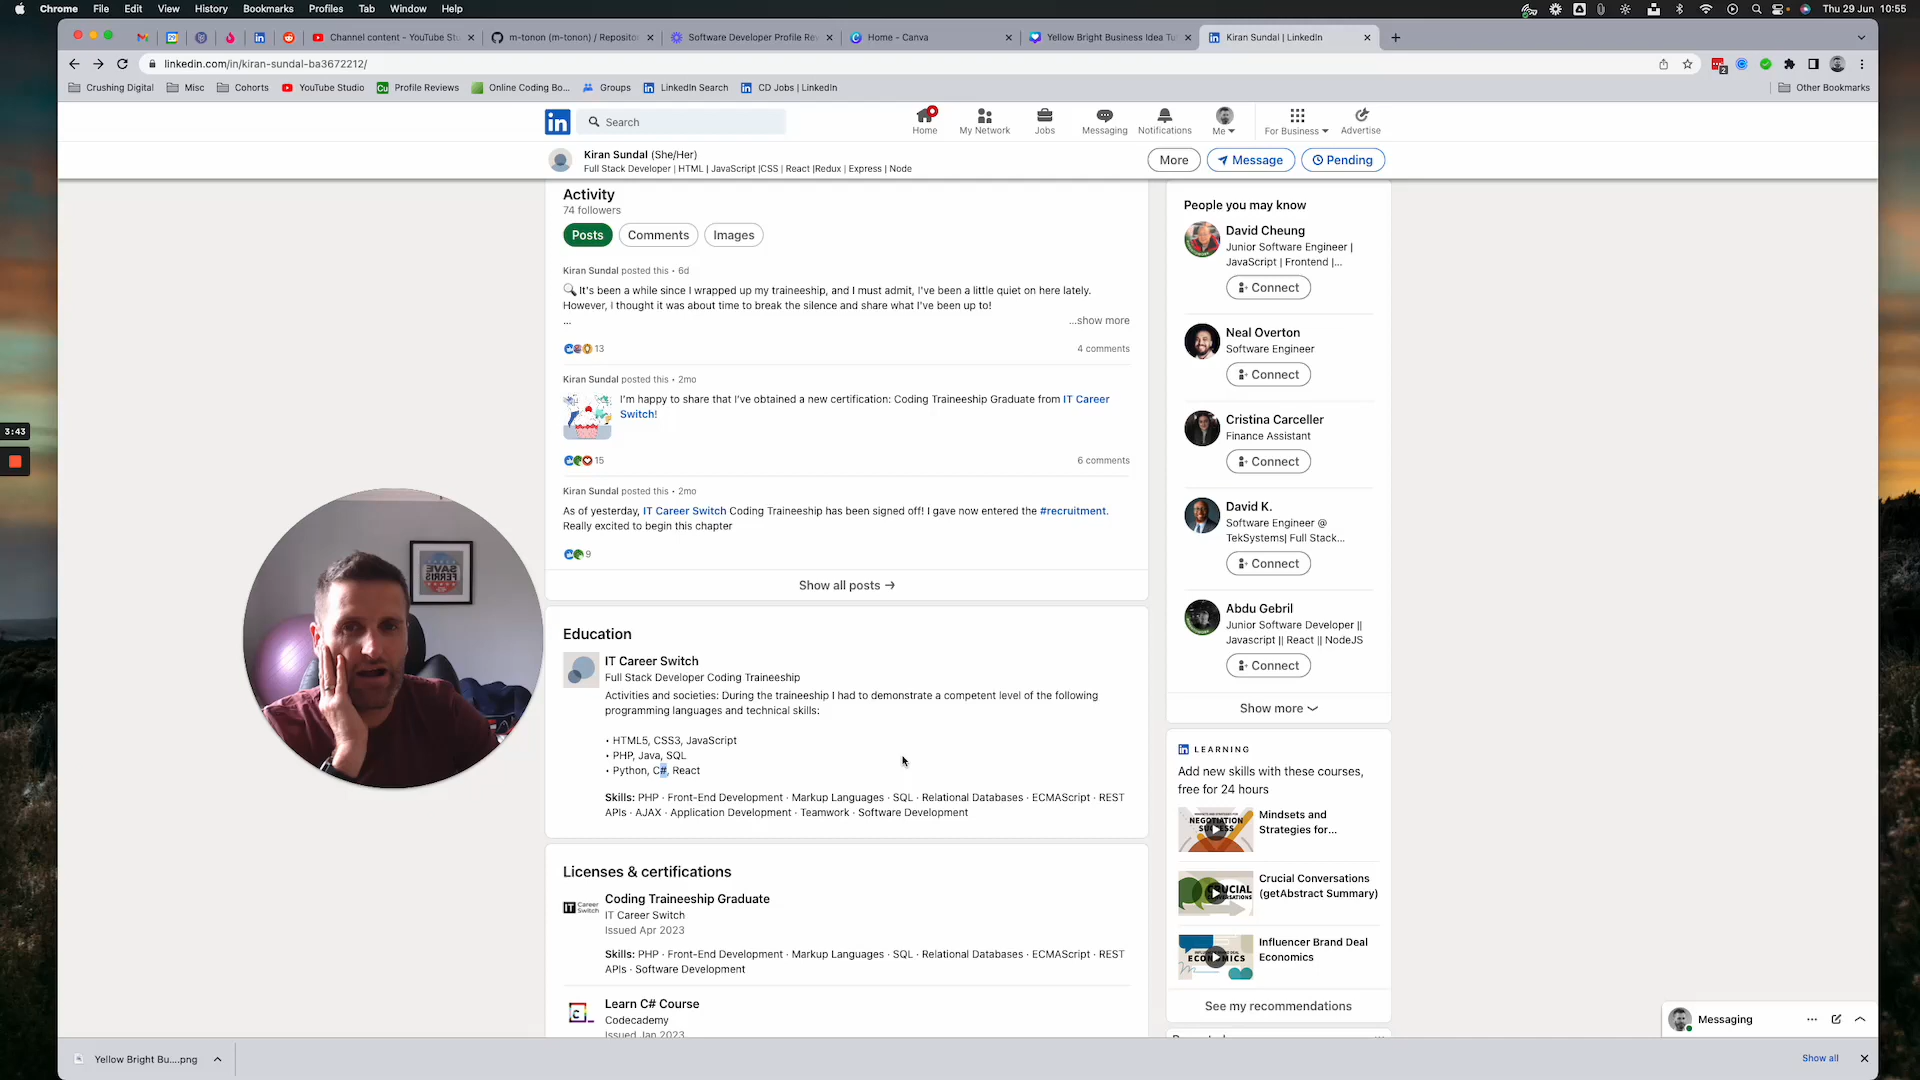 Chrome File Edit View History Bookmarks Profiles Tab Window Help
Thu 29 Jun 10:55
Channel content - YouTube St
m-tonon (m-tonon) / Repositor
Software Developer Profile Re
Home - Canva
Yellow Bright Business Idea Tu
Kiran Sundal | LinkedIn
linkedin.com/in/kiran-sundal-ba3672212/
Crushing Digital Misc Cohorts YouTube Studio Profile Reviews Online Coding Bo... Groups LinkedIn Search CD Jobs | LinkedIn Other Bookmarks
in Search
Home My Network Jobs Messaging Notifications Me For Business Advertise
Kiran Sundal (She/Her)
Full Stack Developer | HTML | JavaScript |CSS | React |Redux | Express | Node
More Message Pending
Activity
74 followers
Posts Comments Images
Kiran Sundal posted this • 6d
It's been a while since I wrapped up my traineeship, and I must admit, I've been a little quiet on here lately.
However, I thought it was about time to break the silence and share what I've been up to!
...
...show more
13
4 comments
Kiran Sundal posted this • 2mo
I'm happy to share that I've obtained a new certification: Coding Traineeship Graduate from IT Career
Switch!
15
6 comments
Kiran Sundal posted this • 2mo
As of yesterday, IT Career Switch Coding Traineeship has been signed off! I gave now entered the #recruitment.
Really excited to begin this chapter
9
Show all posts →
Education
IT Career Switch
Full Stack Developer Coding Traineeship
Activities and societies: During the traineeship I had to demonstrate a competent level of the following
programming languages and technical skills:
• HTML5, CSS3, JavaScript
• PHP, Java, SQL
• Python, C#, React
Skills: PHP · Front-End Development · Markup Languages · SQL · Relational Databases · ECMAScript · REST
APIs · AJAX · Application Development · Teamwork · Software Development
Licenses & certifications
IT Career
Switch
Coding Traineeship Graduate
IT Career Switch
Issued Apr 2023
Skills: PHP · Front-End Development · Markup Languages · SQL · Relational Databases · ECMAScript · REST
APIs · Software Development
C
Learn C# Course
Codecademy
Issued Jan 2023
People you may know
David Cheung
Junior Software Engineer |
JavaScript | Frontend |...
Connect
Neal Overton
Software Engineer
Connect
Cristina Carceller
Finance Assistant
Connect
David K.
Software Engineer @
TekSystems| Full Stack...
Connect
Abdu Gebril
Junior Software Developer ||
Javascript || React || NodeJS
Connect
Show more
in LEARNING
Add new skills with these courses,
free for 24 hours
NEGOTIATION
Mindsets and
Strategies for...
CRUCIAL
Crucial Conversations
(getAbstract Summary)
Influencer Brand Deal
Economics
See my recommendations
Messaging
3:43
SAVE
FERRIS
Yellow Bright Bu....png
Show all